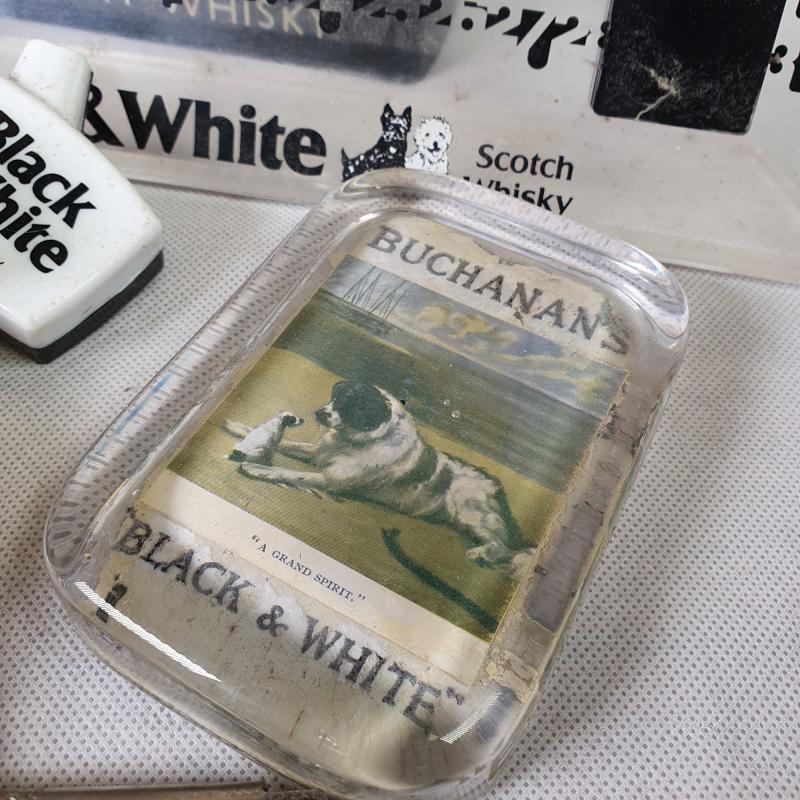 WHISKY
& White
Scotch
Whisky
Black
White
BUCHANAN'S
"A GRAND SPIRIT."
"BLACK & WHITE"